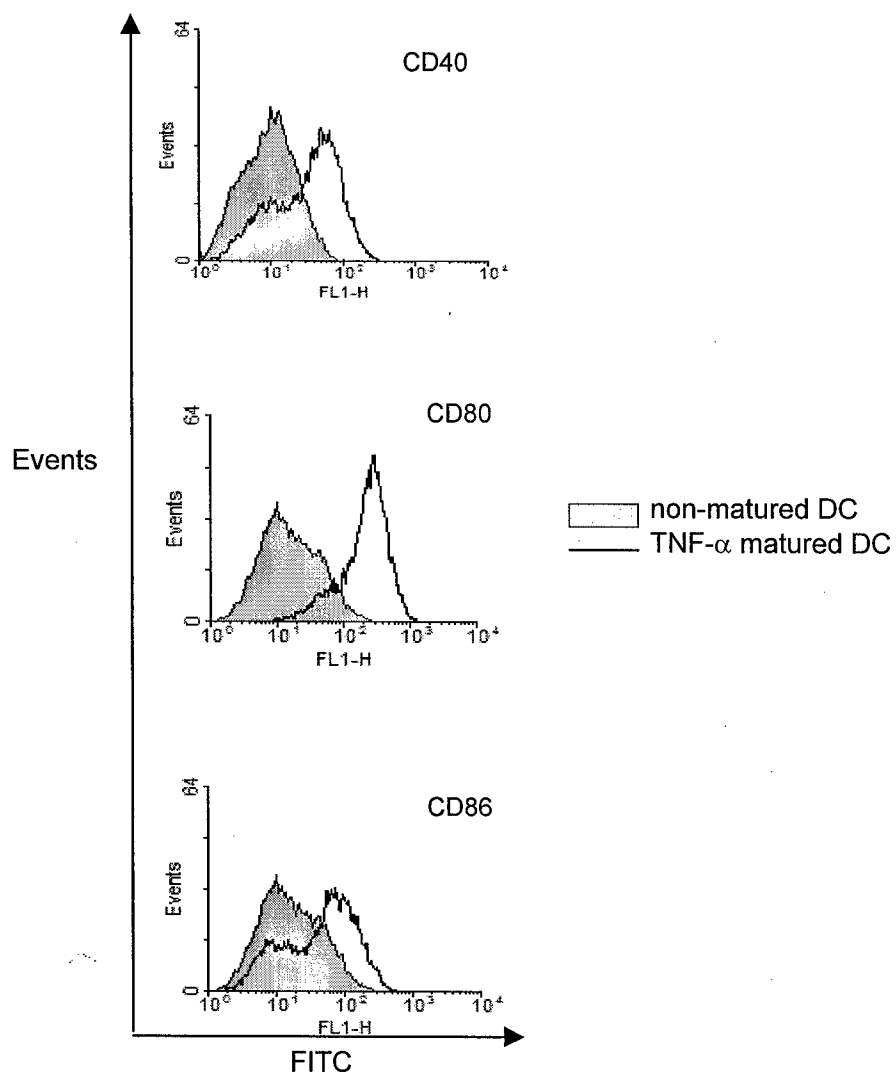 64
CD40
Events
0
10⁰ 10¹ 10² 10³ 10⁴
FL1-H
64
CD80
Events
Events
non-matured DC
TNF-α matured DC
0
10⁰ 10¹ 10² 10³ 10⁴
FL1-H
64
CD86
Events
0
10⁰ 10¹ 10² 10³ 10⁴
FL1-H
FITC